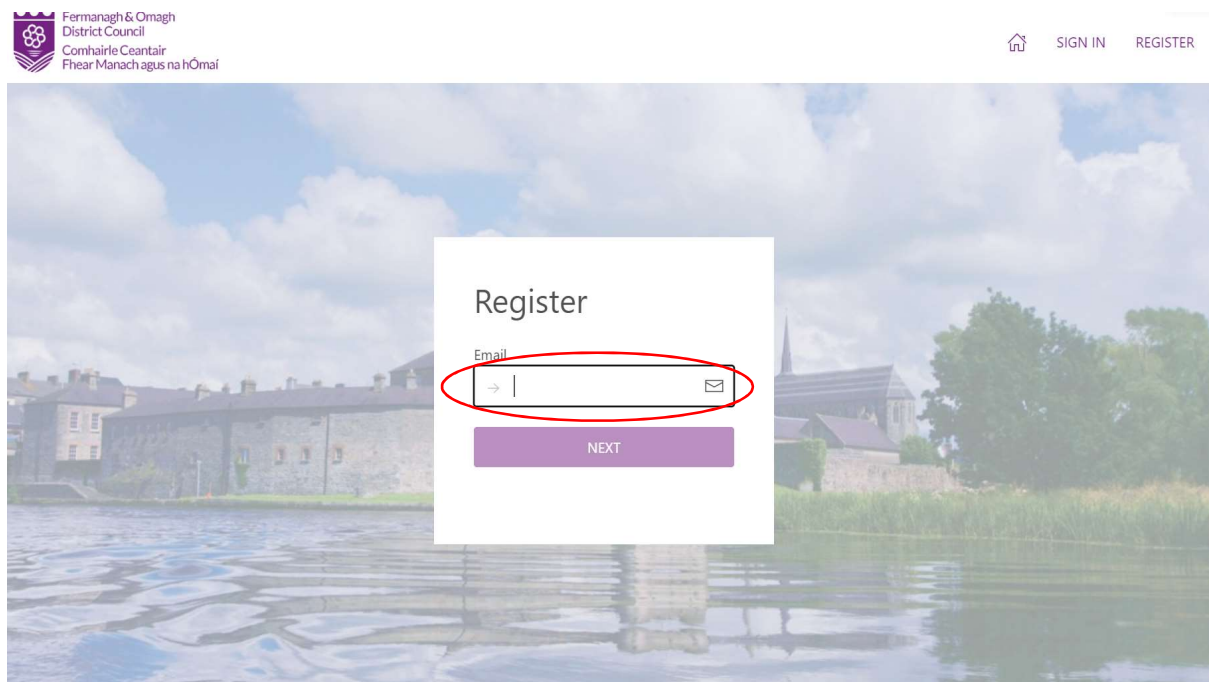 Fermanagh & Omagh
District Council
Comhairle Ceantair
Fhear Manach agus na hÓmaí
SIGN IN REGISTER
Register
Email
NEXT